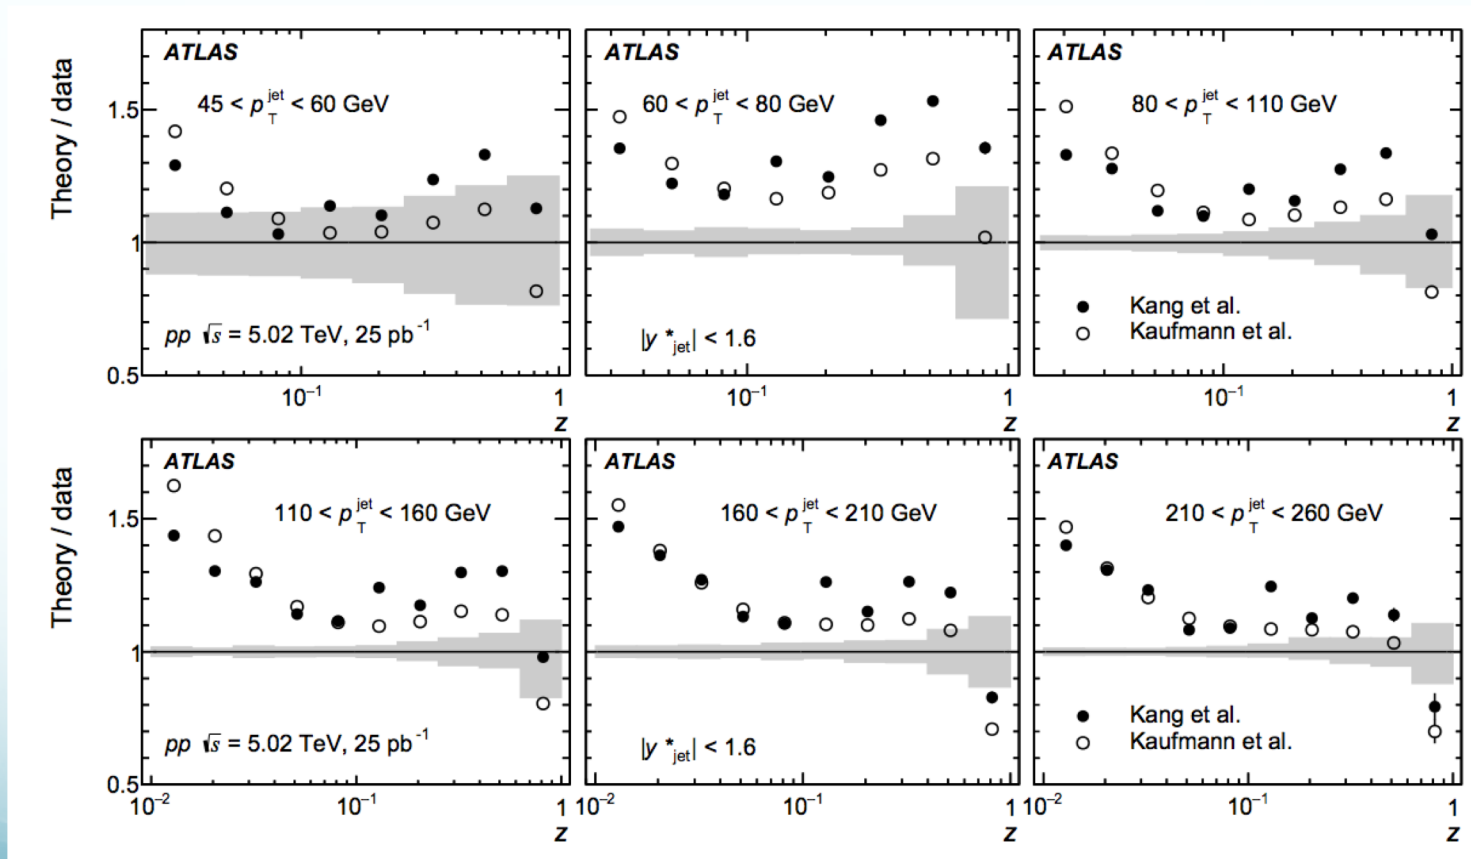 ATLAS
45 < p_T^jet < 60 GeV
Theory / data
1.5
1
0.5
pp √s = 5.02 TeV, 25 pb⁻¹
10⁻¹
1
z
ATLAS
60 < p_T^jet < 80 GeV
|y*_jet| < 1.6
10⁻¹
1
z
ATLAS
80 < p_T^jet < 110 GeV
Kang et al.
Kaufmann et al.
10⁻¹
1
z
ATLAS
110 < p_T^jet < 160 GeV
Theory / data
1.5
1
0.5
pp √s = 5.02 TeV, 25 pb⁻¹
10⁻²
10⁻¹
1
z
ATLAS
160 < p_T^jet < 210 GeV
|y*_jet| < 1.6
10⁻²
10⁻¹
1
z
ATLAS
210 < p_T^jet < 260 GeV
Kang et al.
Kaufmann et al.
10⁻²
10⁻¹
1
z